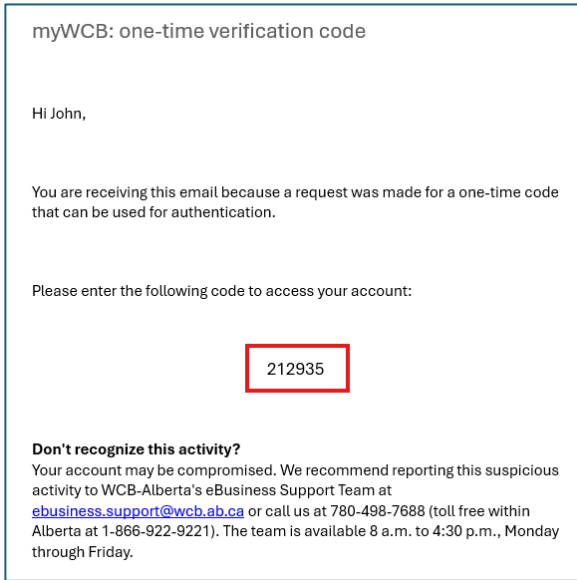 myWCB: one-time verification code
Hi John,
You are receiving this email because a request was made for a one-time code
that can be used for authentication.
Please enter the following code to access your account:
212935
Don't recognize this activity?
Your account may be compromised. We recommend reporting this suspicious
activity to WCB-Alberta's eBusiness Support Team at
ebusiness.support@wcb.ab.ca or call us at 780-498-7688 (toll free within
Alberta at 1-866-922-9221). The team is available 8 a.m. to 4:30 p.m., Monday
through Friday.